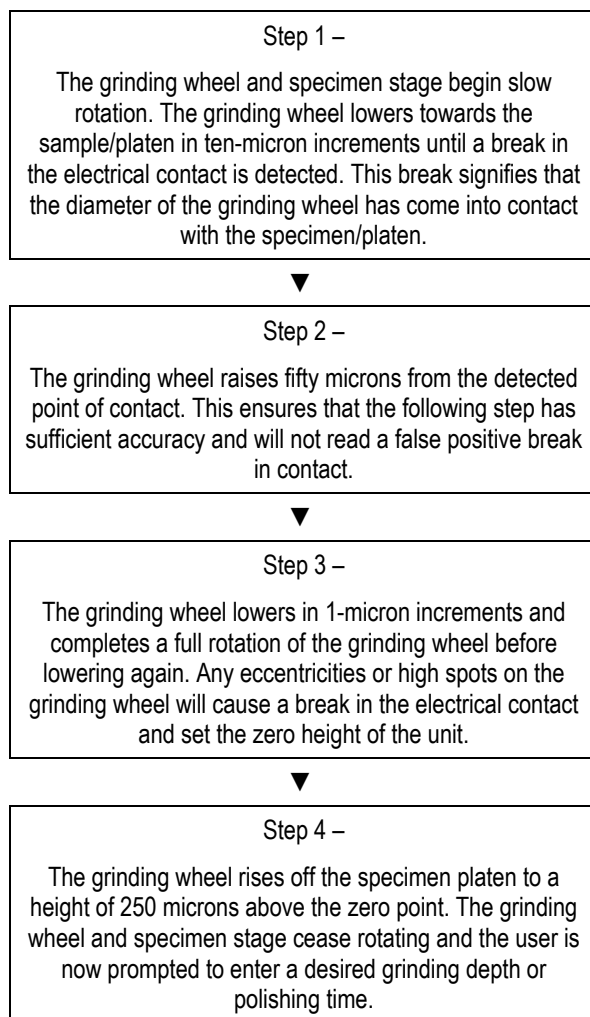 Step 1 –
The grinding wheel and specimen stage begin slow
rotation. The grinding wheel lowers towards the
sample/platen in ten-micron increments until a break in
the electrical contact is detected. This break signifies that
the diameter of the grinding wheel has come into contact
with the specimen/platen.
▼
Step 2 –
The grinding wheel raises fifty microns from the detected
point of contact. This ensures that the following step has
sufficient accuracy and will not read a false positive break
in contact.
▼
Step 3 –
The grinding wheel lowers in 1-micron increments and
completes a full rotation of the grinding wheel before
lowering again. Any eccentricities or high spots on the
grinding wheel will cause a break in the electrical contact
and set the zero height of the unit.
▼
Step 4 –
The grinding wheel rises off the specimen platen to a
height of 250 microns above the zero point. The grinding
wheel and specimen stage cease rotating and the user is
now prompted to enter a desired grinding depth or
polishing time.